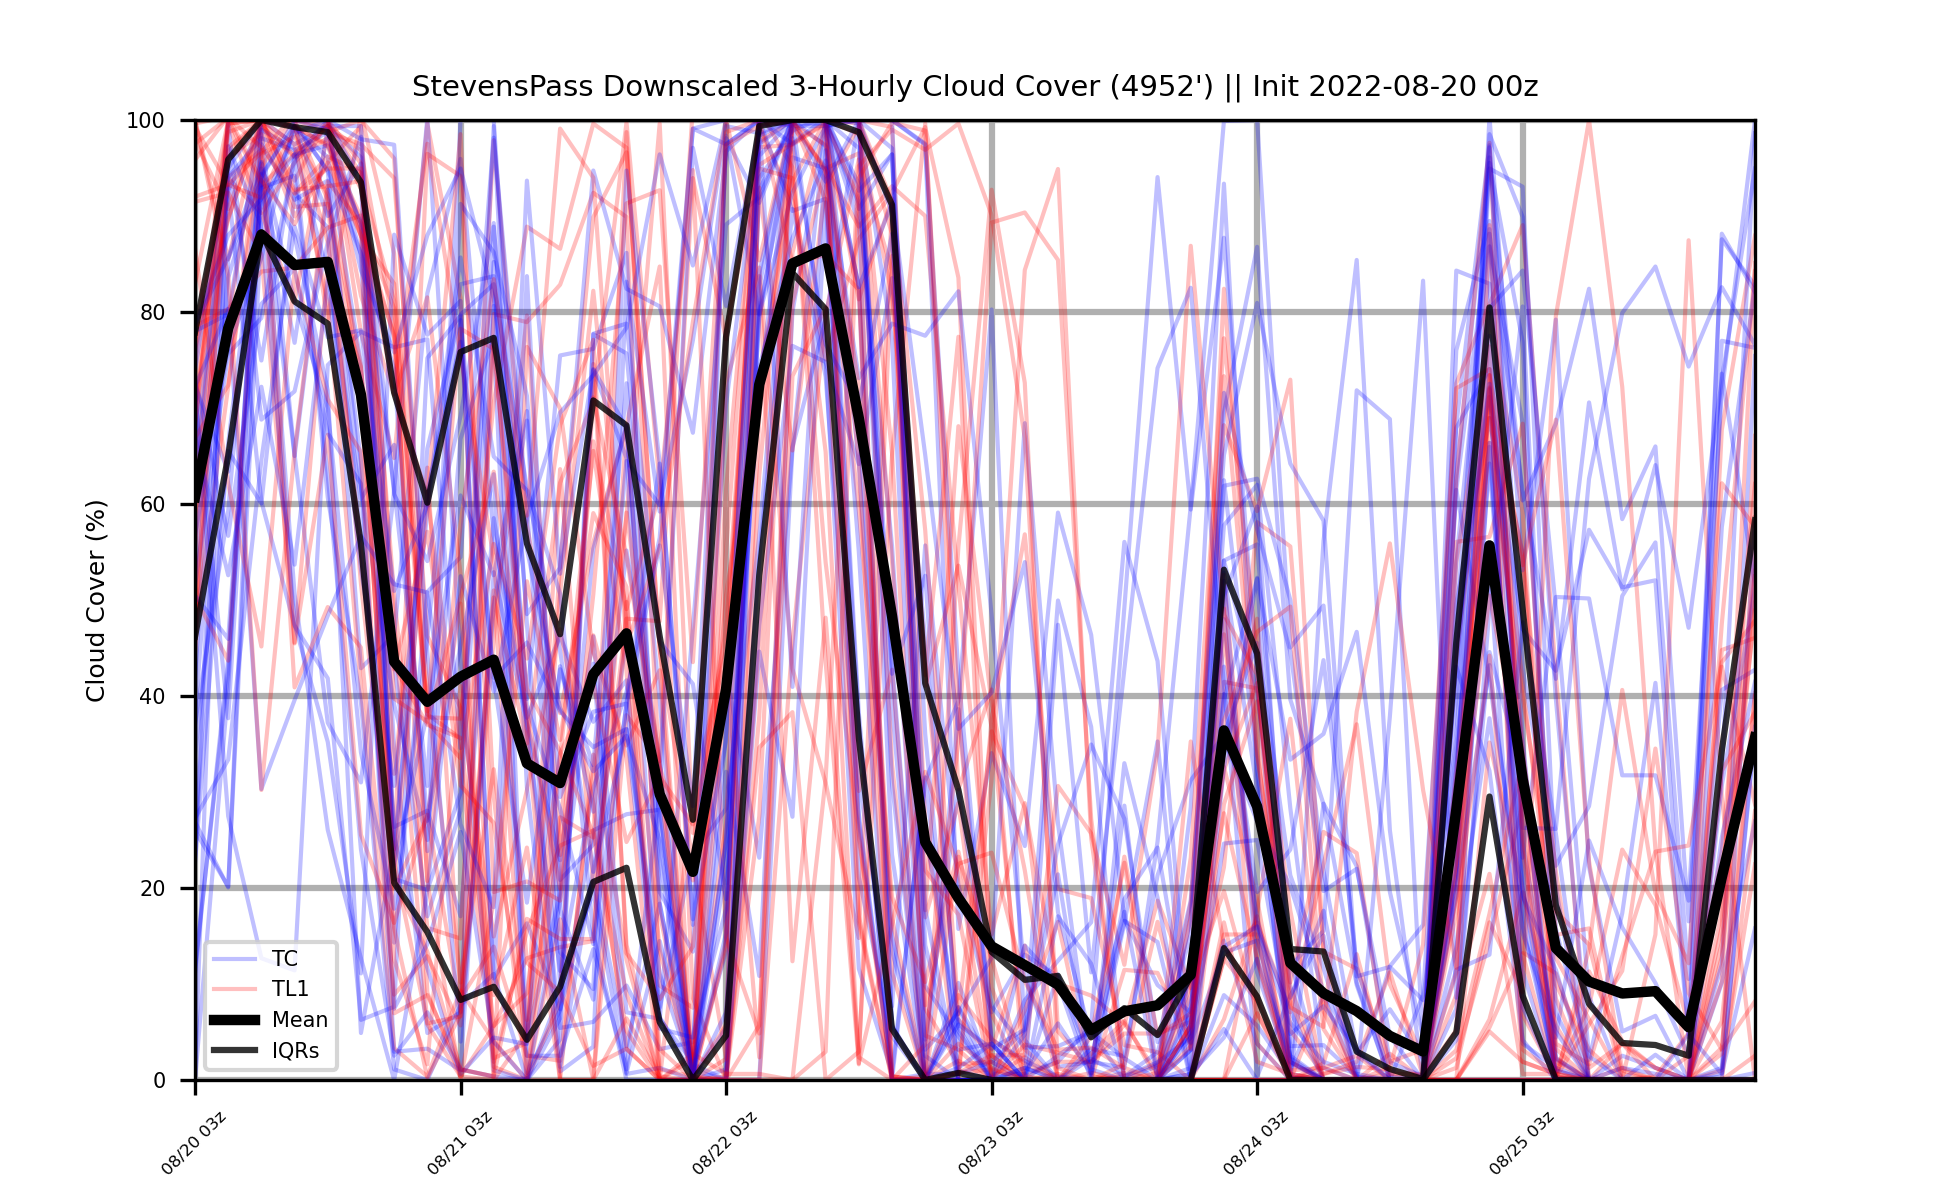 StevensPass Downscaled 3-Hourly Cloud Cover (4952') || Init 2022-08-20 00z
Cloud Cover (%)
100
80
60
40
20
0
TC
TL1
Mean
IQRs
08/20 03z
08/21 03z
08/22 03z
08/23 03z
08/24 03z
08/25 03z